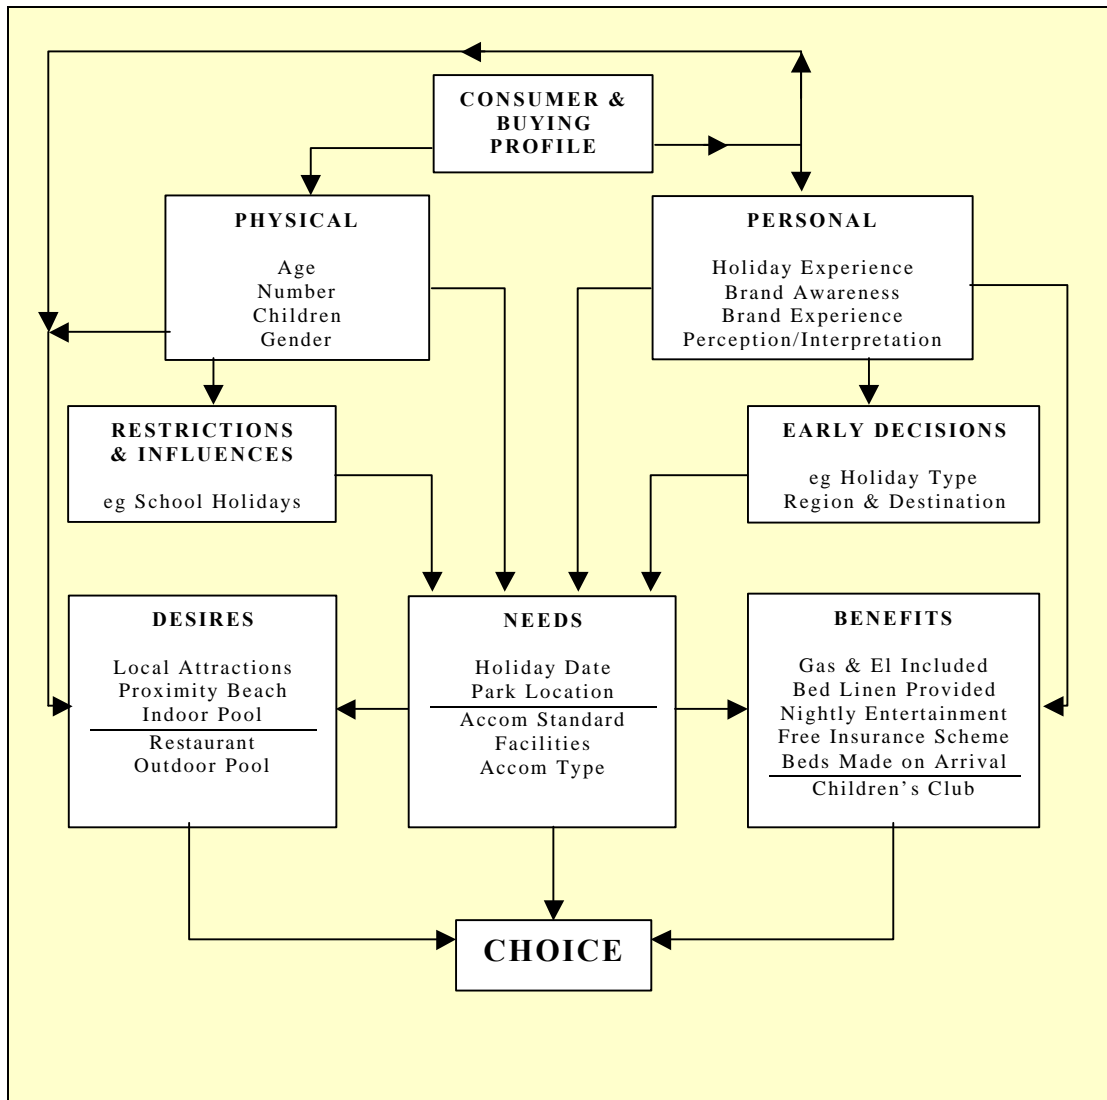 CONSUMER &
BUYING
PROFILE
PHYSICAL
Age
Number
Children
Gender
PERSONAL
Holiday Experience
Brand Awareness
Brand Experience
Perception/Interpretation
RESTRICTIONS
& INFLUENCES
eg School Holidays
EARLY DECISIONS
eg Holiday Type
Region & Destination
DESIRES
Local Attractions
Proximity Beach
Indoor Pool
Restaurant
Outdoor Pool
NEEDS
Holiday Date
Park Location
Accom Standard
Facilities
Accom Type
BENEFITS
Gas & El Included
Bed Linen Provided
Nightly Entertainment
Free Insurance Scheme
Beds Made on Arrival
Children’s Club
CHOICE